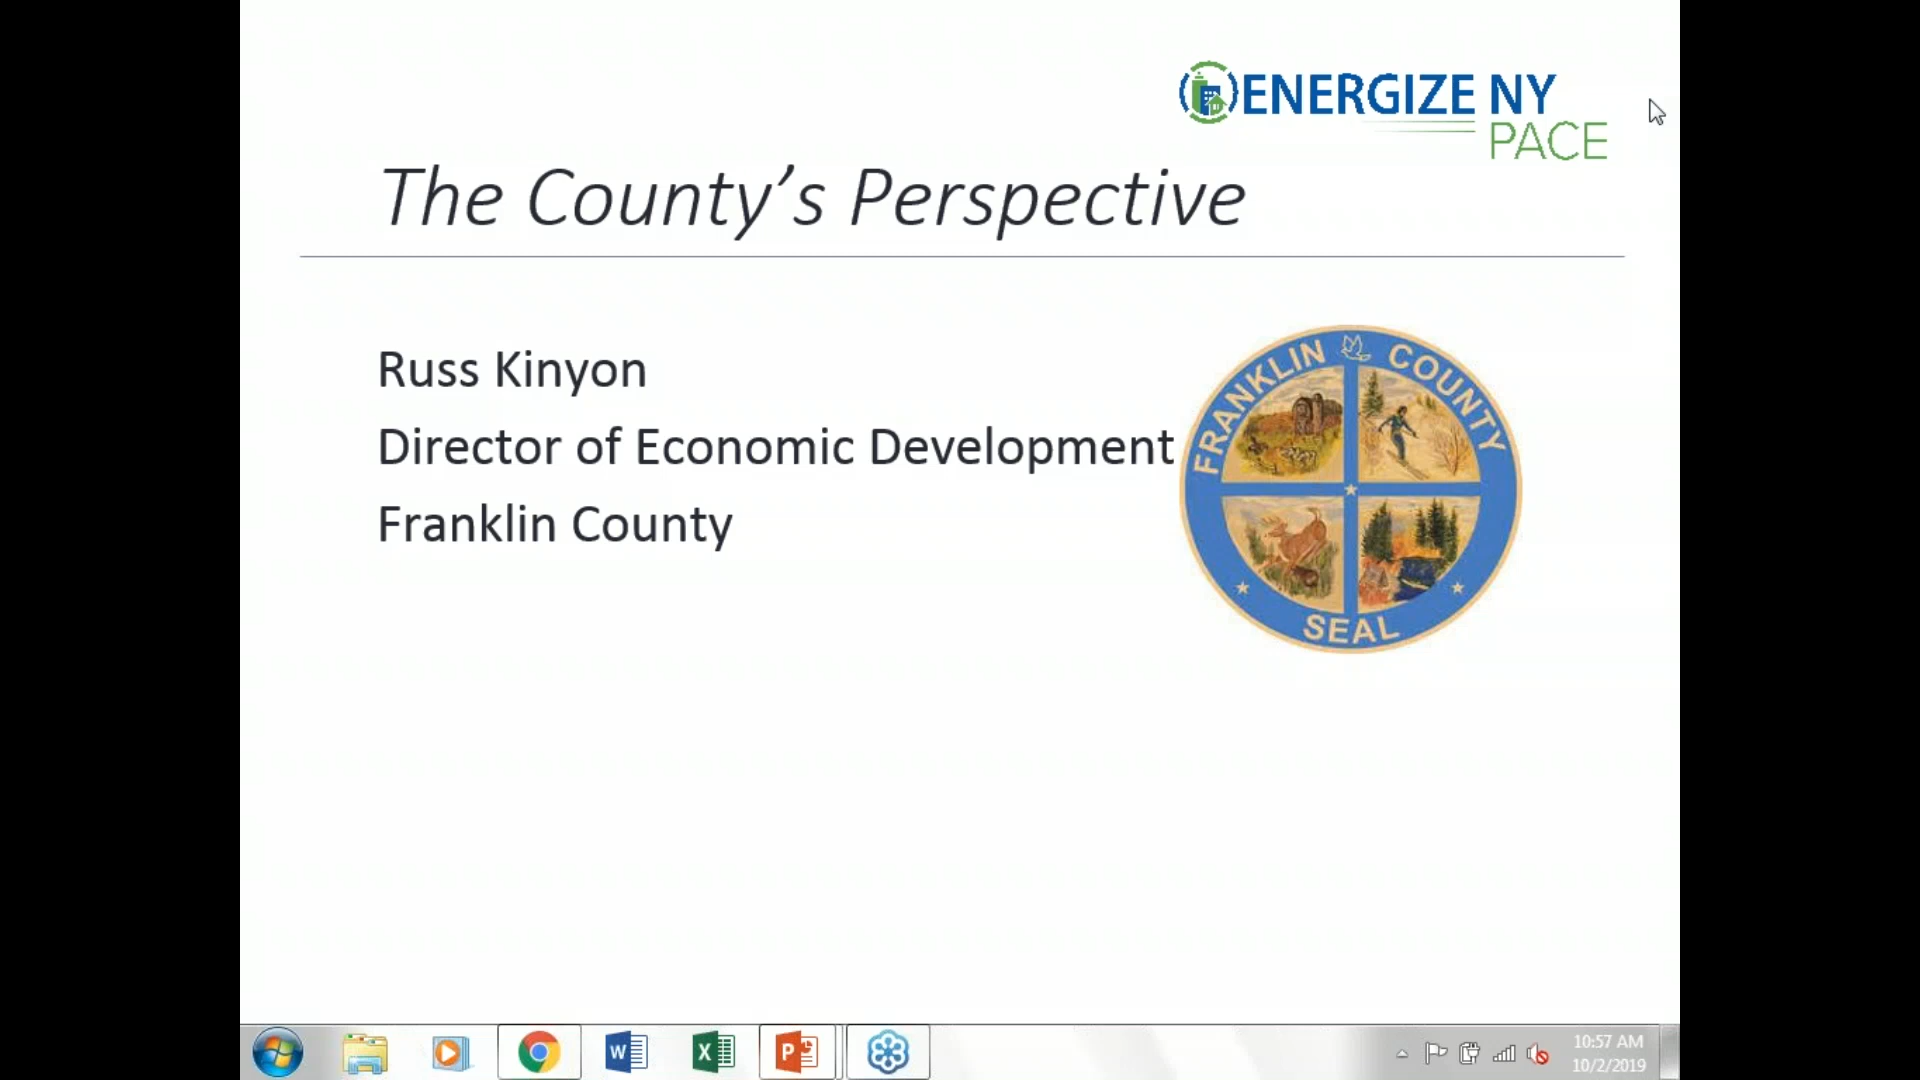 ENERGIZE NY
PACE
The County's Perspective
Russ Kinyon
Director of Economic Development
Franklin County
FRANKLIN COUNTY
SEAL
10:57 AM
10/2/2019